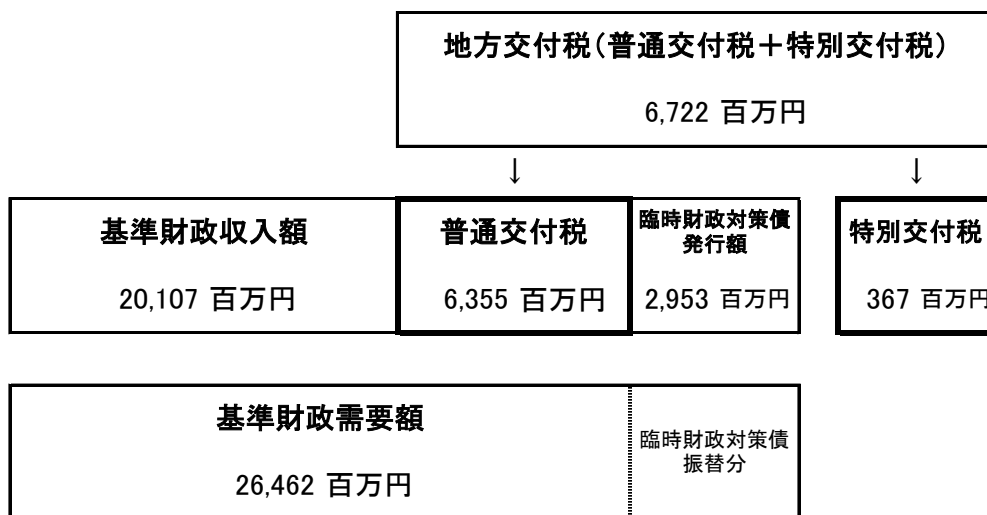 地方交付税(普通交付税+特別交付税)
6,722 百万円
↓ ↓
基準財政収入額
20,107 百万円
普通交付税
6,355 百万円
臨時財政対策債
発行額
2,953 百万円
特別交付税
367 百万円
基準財政需要額
26,462 百万円
臨時財政対策債
振替分